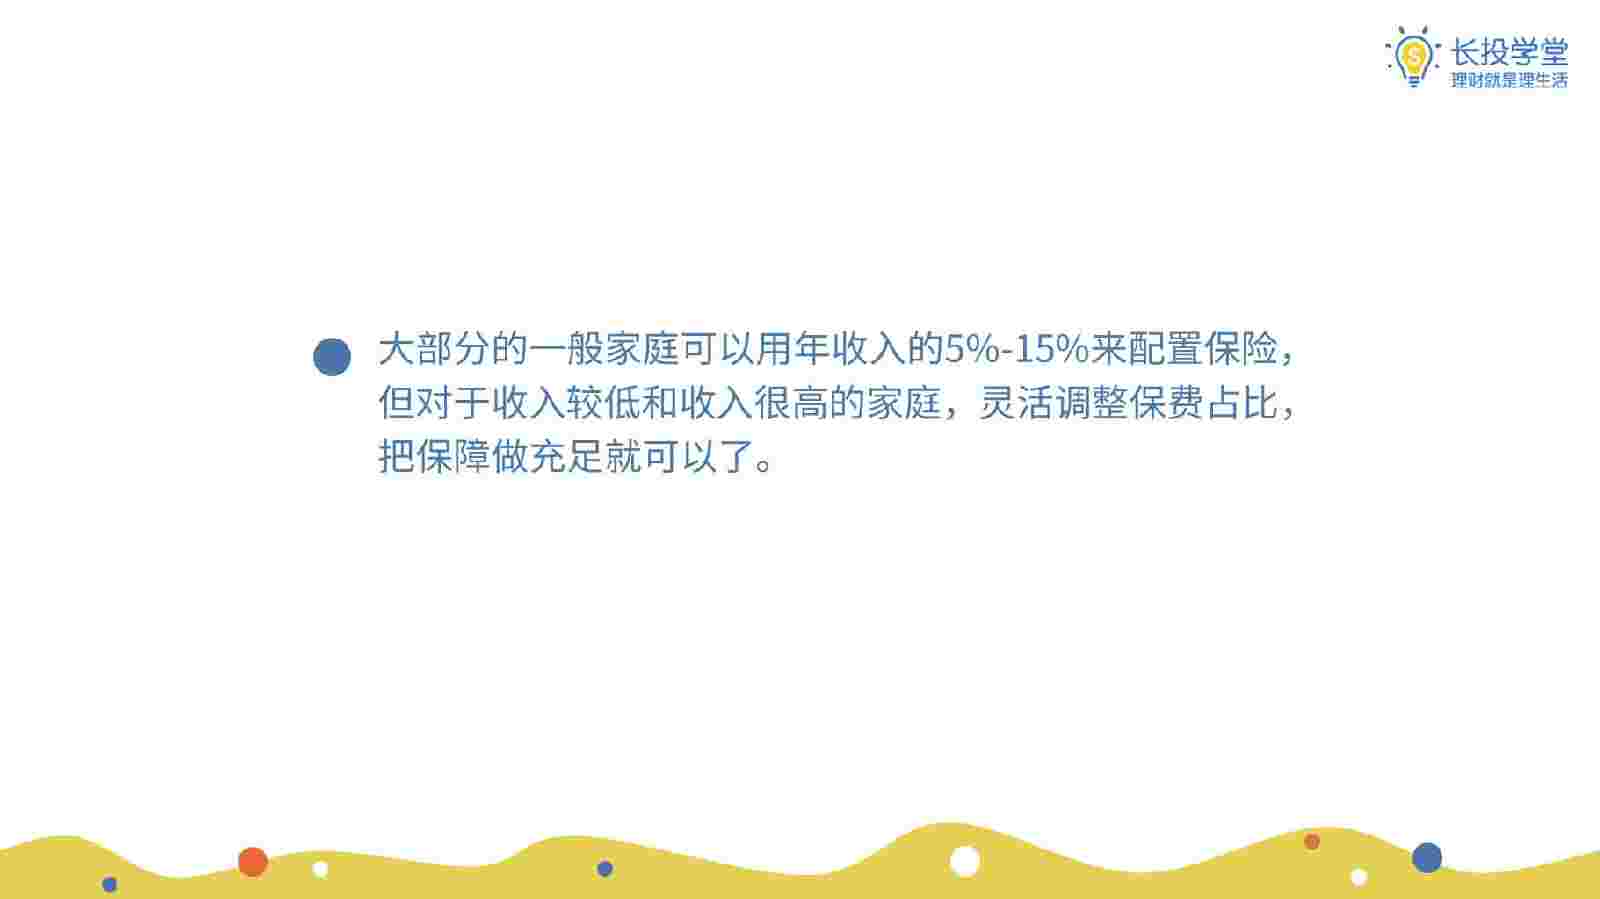 长投学堂
理财就是理生活
大部分的一般家庭可以用年收入的5%-15%来配置保险，
但对于收入较低和收入很高的家庭，灵活调整保费占比，
把保障做充足就可以了。